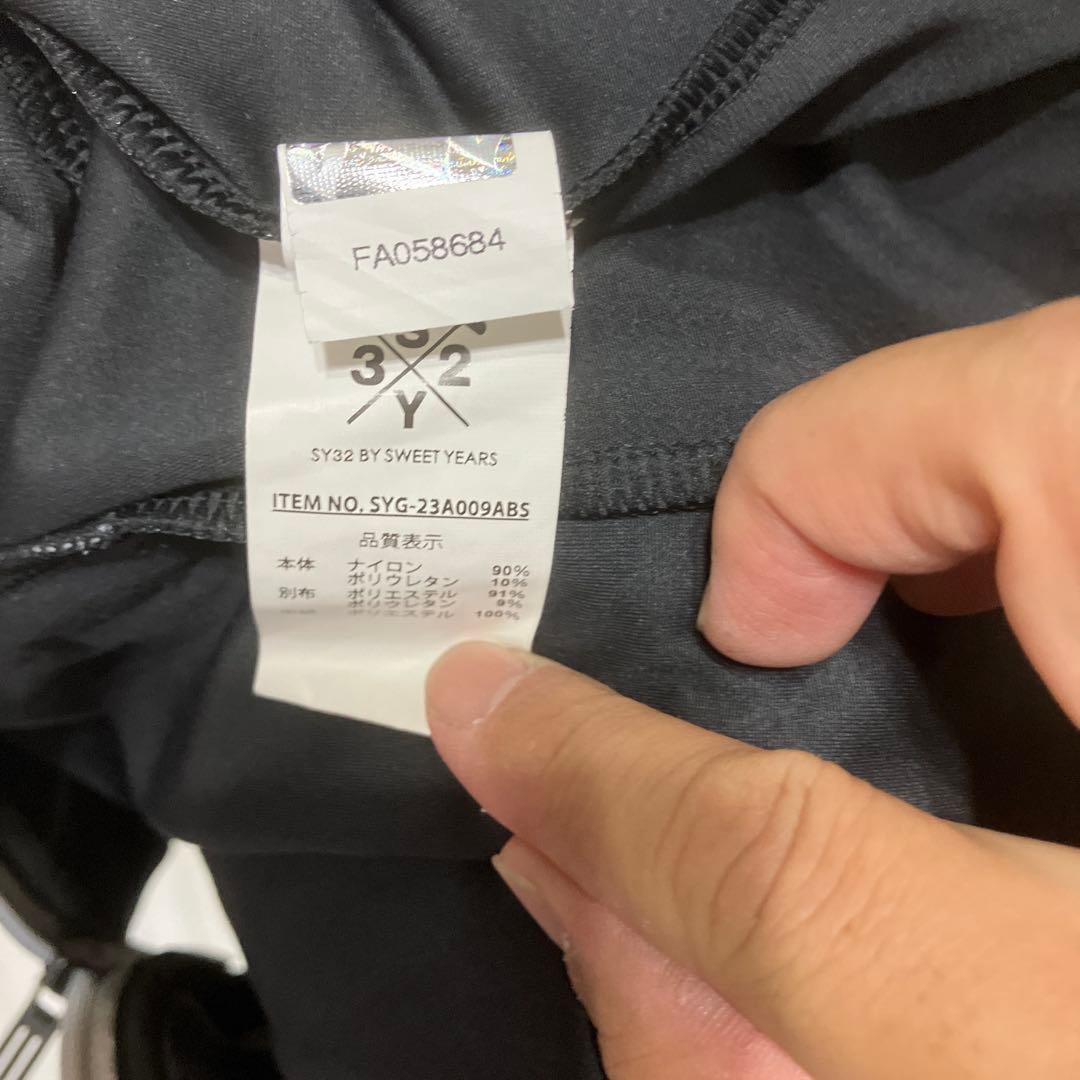 FA058684
3 2
Y
SY32 BY SWEET YEARS
ITEM NO. SYG-23A009ABS
品質表示
本体 ナイロン 90%
ポリウレタン 10%
別布 ポリエステル 91%
ポリウレタン 9%
ポリエステル 100%